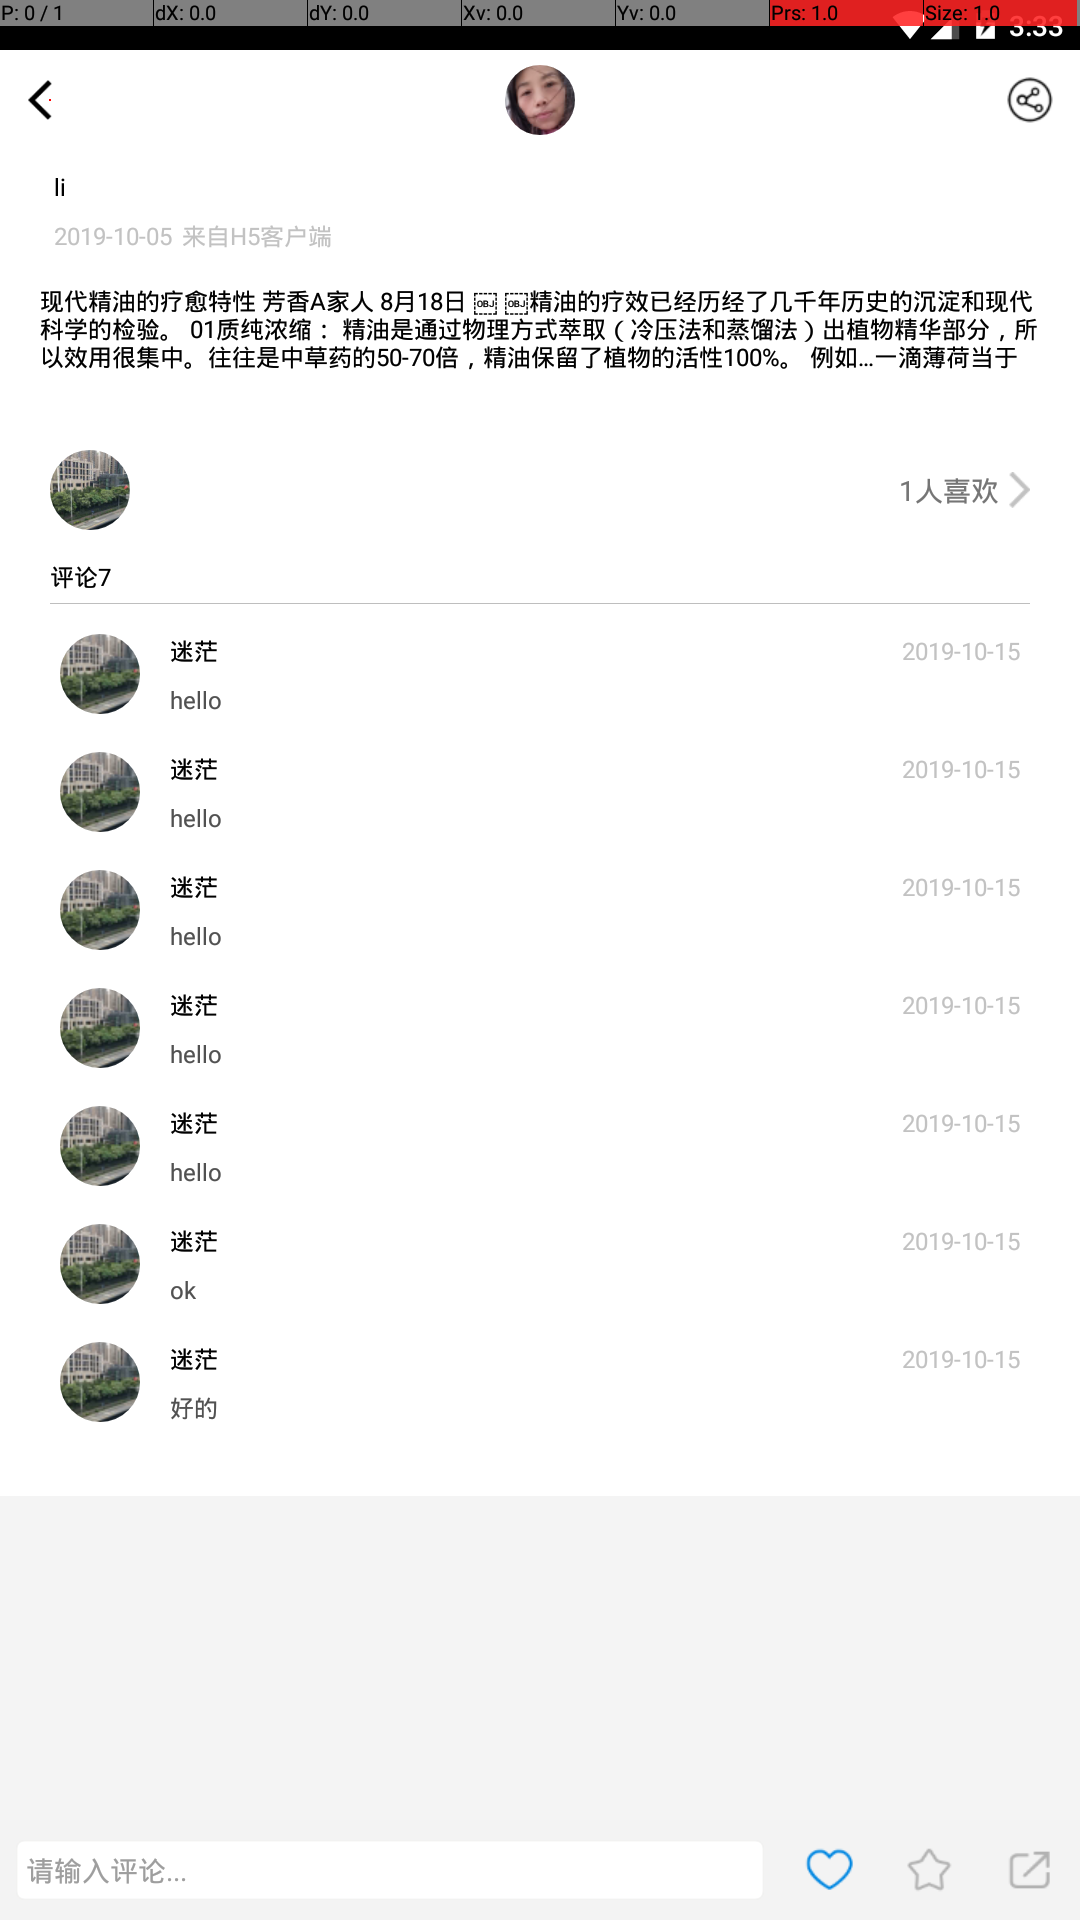 P: 0 / 1 dX: 0.0 dY: 0.0 Xv: 0.0 Yv: 0.0 Prs: 1.0 Size: 1.0
3:33
li
2019-10-05 来自H5客户端
现代精油的疗愈特性 芳香A家人 8月18日 ￼ ￼精油的疗效已经历经了几千年历史的沉淀和现代
科学的检验。 01质纯浓缩： 精油是通过物理方式萃取（冷压法和蒸馏法）出植物精华部分，所
以效用很集中。往往是中草药的50-70倍，精油保留了植物的活性100%。 例如...一滴薄荷当于
1人喜欢
评论7
迷茫 2019-10-15
hello
迷茫 2019-10-15
hello
迷茫 2019-10-15
hello
迷茫 2019-10-15
hello
迷茫 2019-10-15
hello
迷茫 2019-10-15
ok
迷茫 2019-10-15
好的
请输入评论...